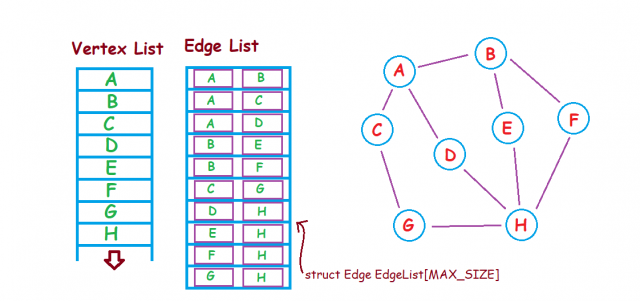 Vertex List
A
B
C
D
E
F
G
H
Edge List
A B
A C
A D
B E
B F
C G
D H
E H
F H
G H
struct Edge EdgeList[MAX_SIZE]
A
B
C
D
E
F
G
H